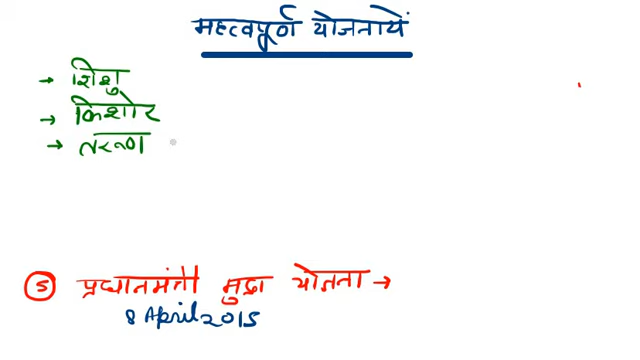 महत्वपूर्ण योजनायें
→ शिशु
→ किशोर
→ तरुण
⑤ प्रधानमंत्री मुद्रा योजना →
8 April 2015